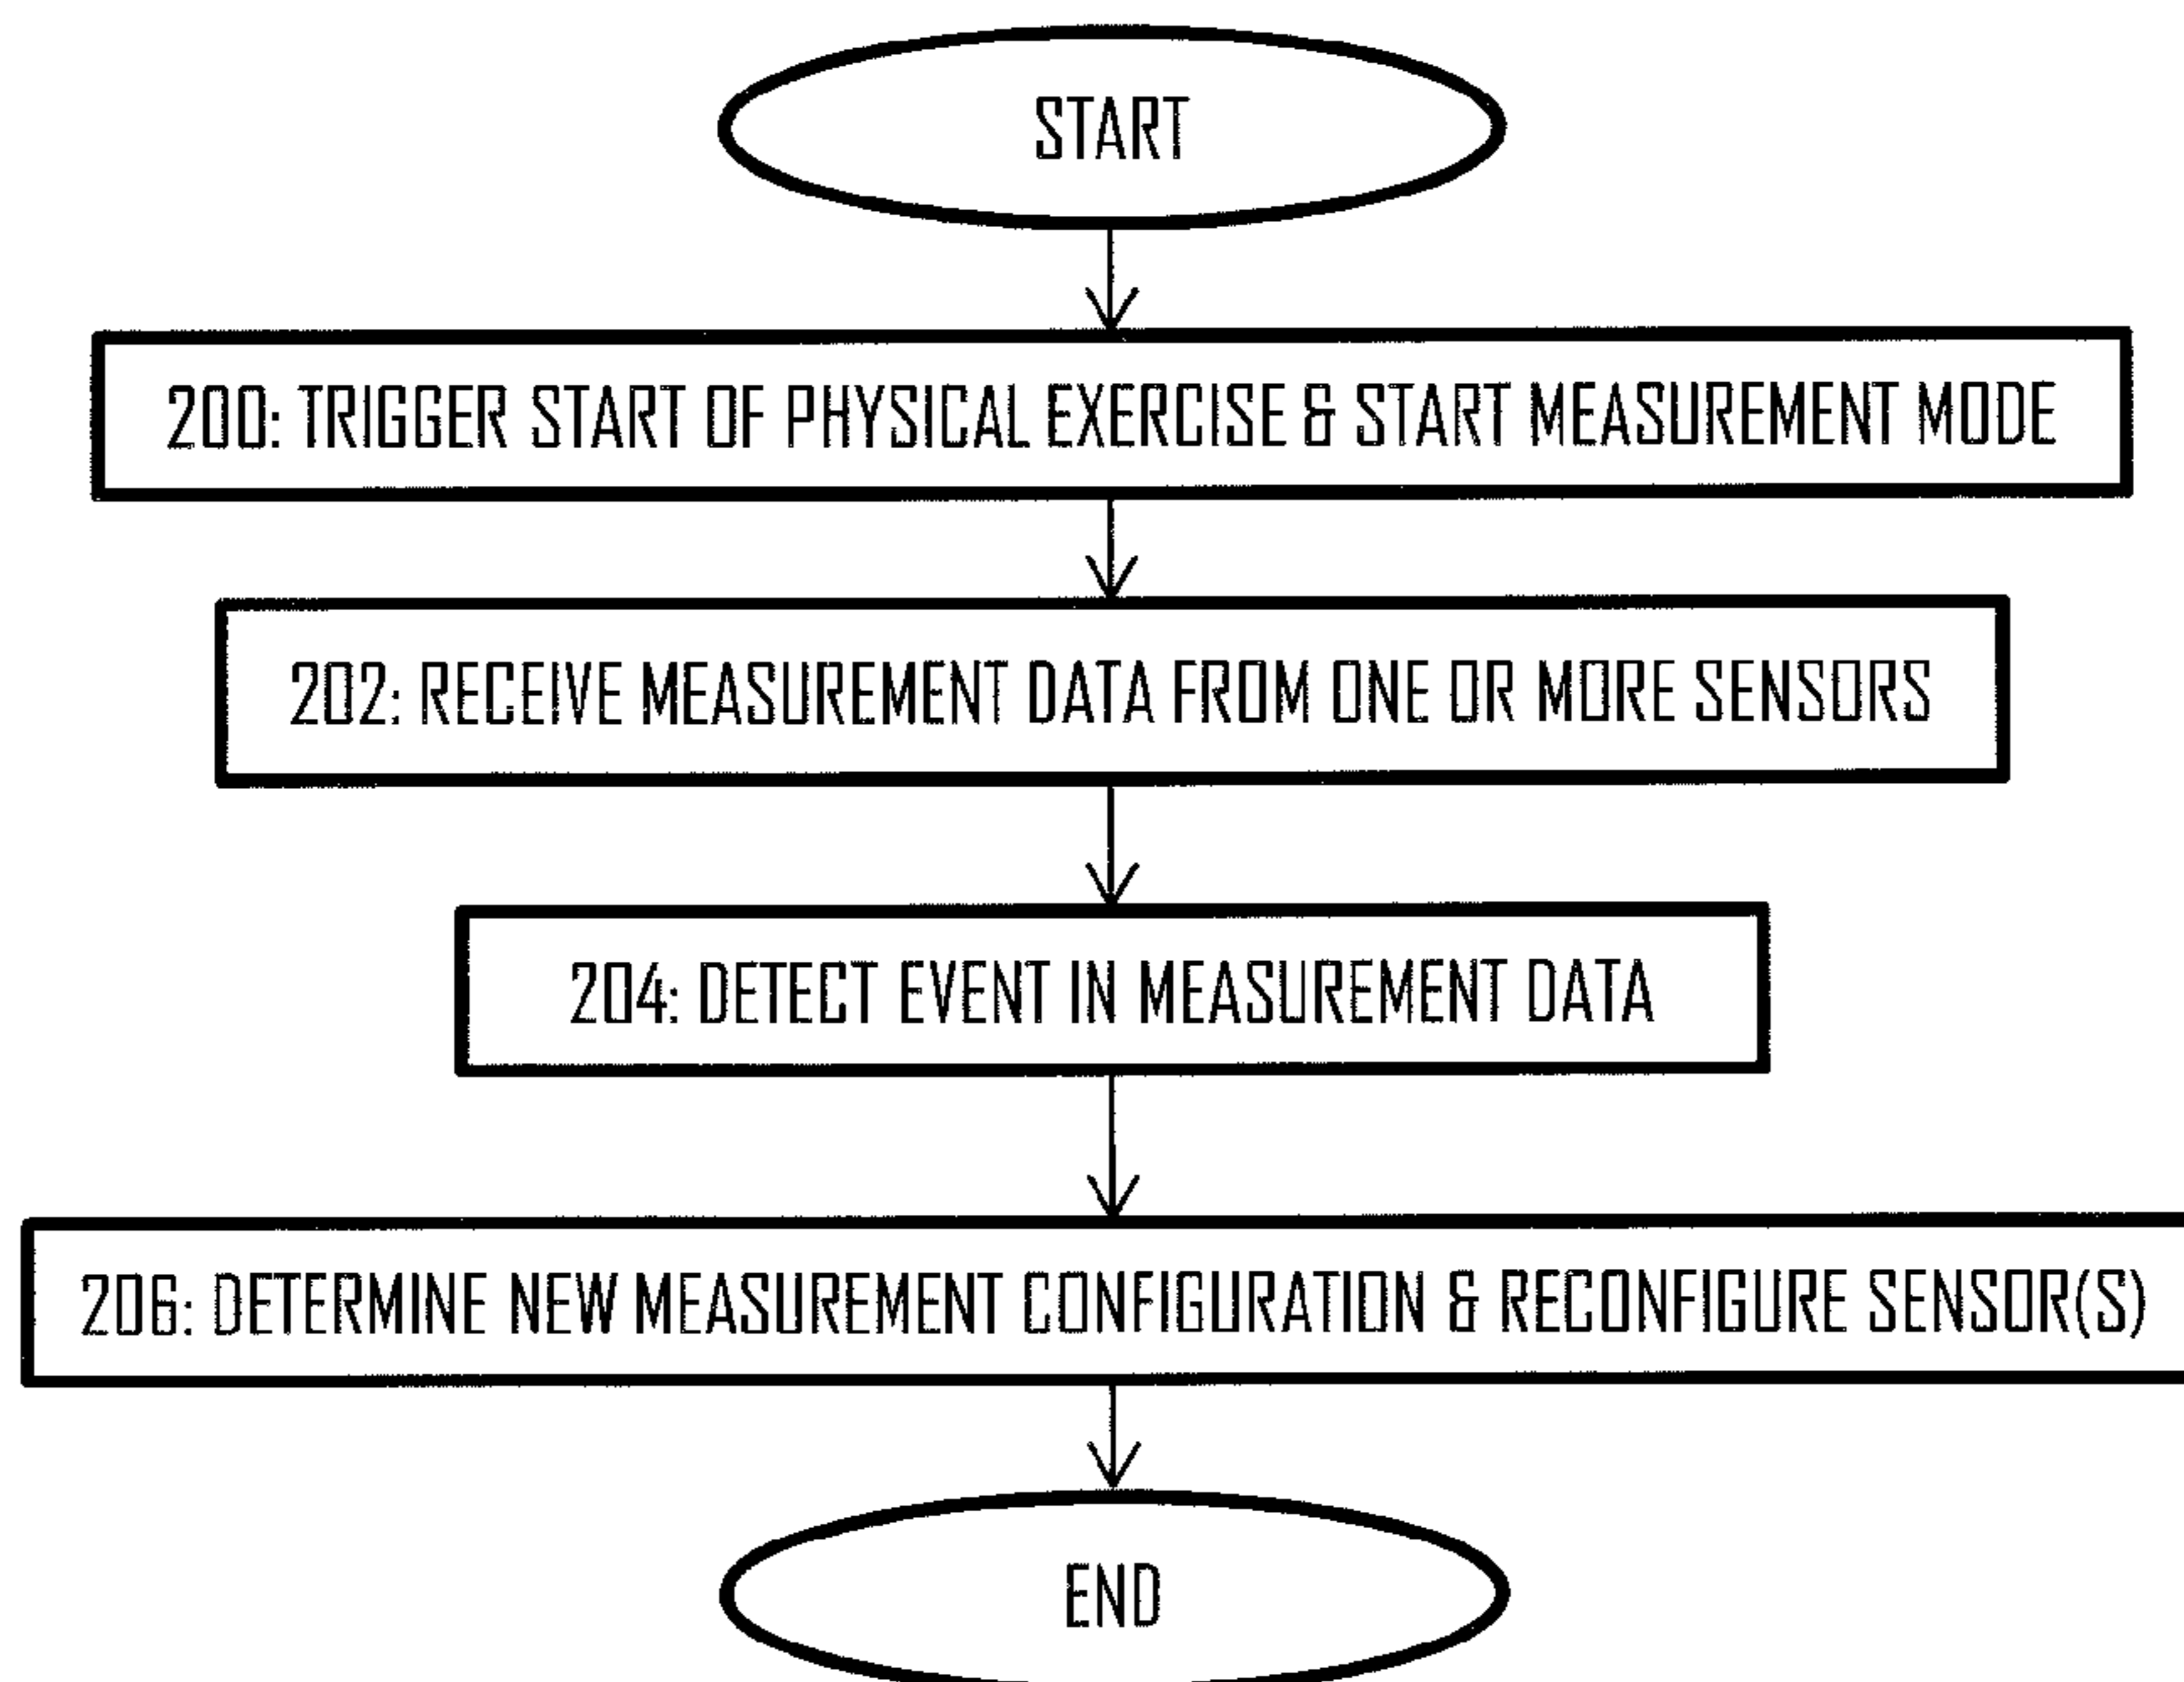 START
200: TRIGGER START OF PHYSICAL EXERCISE & START MEASUREMENT MODE
202: RECEIVE MEASUREMENT DATA FROM ONE OR MORE SENSORS
204: DETECT EVENT IN MEASUREMENT DATA
206: DETERMINE NEW MEASUREMENT CONFIGURATION & RECONFIGURE SENSOR(S)
END